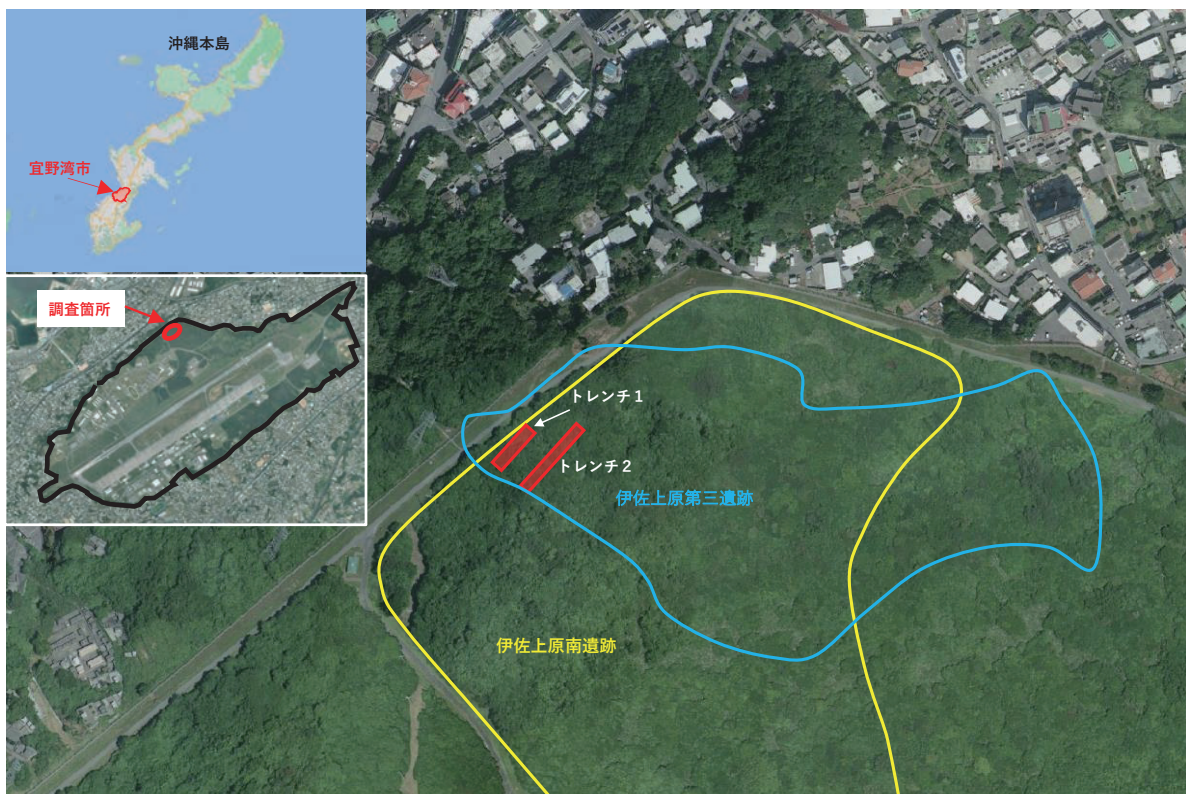 沖縄本島
宜野湾市
調査箇所
トレンチ１
トレンチ２
伊佐上原第三遺跡
伊佐上原南遺跡